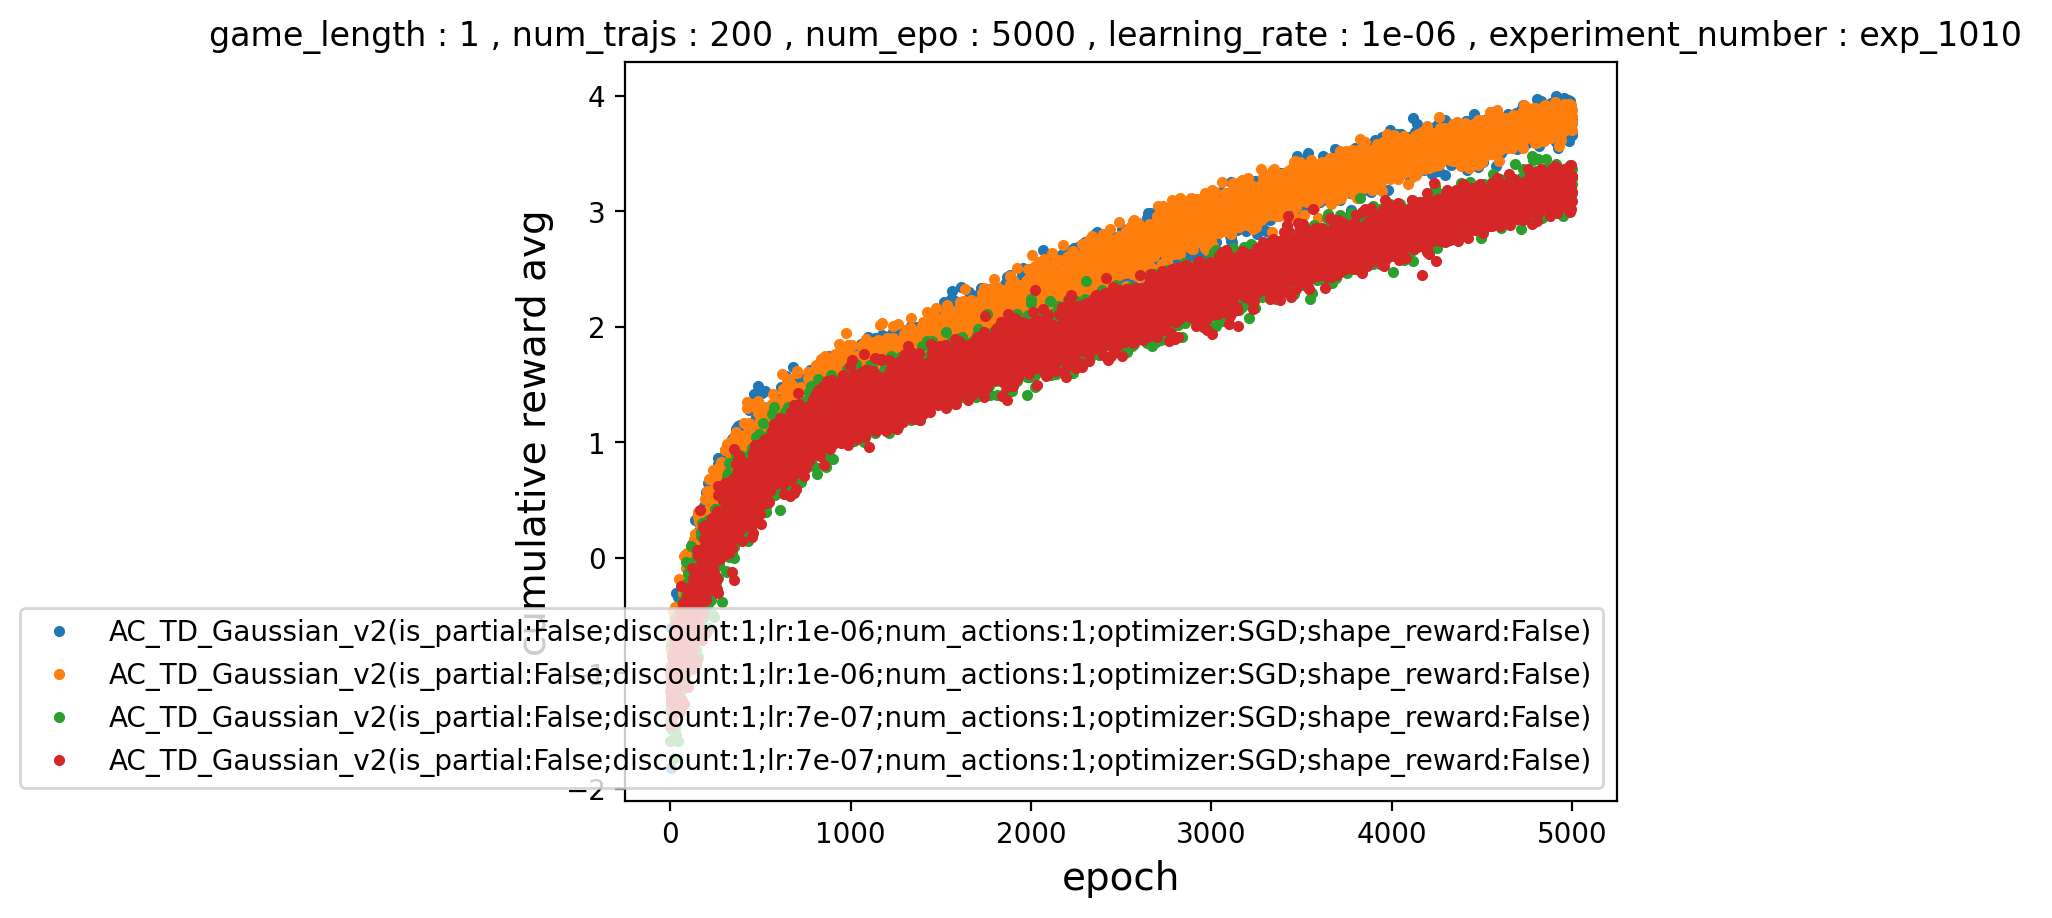 game_length : 1 , num_trajs : 200 , num_epo : 5000 , learning_rate : 1e-06 , experiment_number : exp_1010
4
3
2
1
0
−1
−2
cumulative reward avg
AC_TD_Gaussian_v2(is_partial:False;discount:1;lr:1e-06;num_actions:1;optimizer:SGD;shape_reward:False)
AC_TD_Gaussian_v2(is_partial:False;discount:1;lr:1e-06;num_actions:1;optimizer:SGD;shape_reward:False)
AC_TD_Gaussian_v2(is_partial:False;discount:1;lr:7e-07;num_actions:1;optimizer:SGD;shape_reward:False)
AC_TD_Gaussian_v2(is_partial:False;discount:1;lr:7e-07;num_actions:1;optimizer:SGD;shape_reward:False)
0 1000 2000 3000 4000 5000
epoch